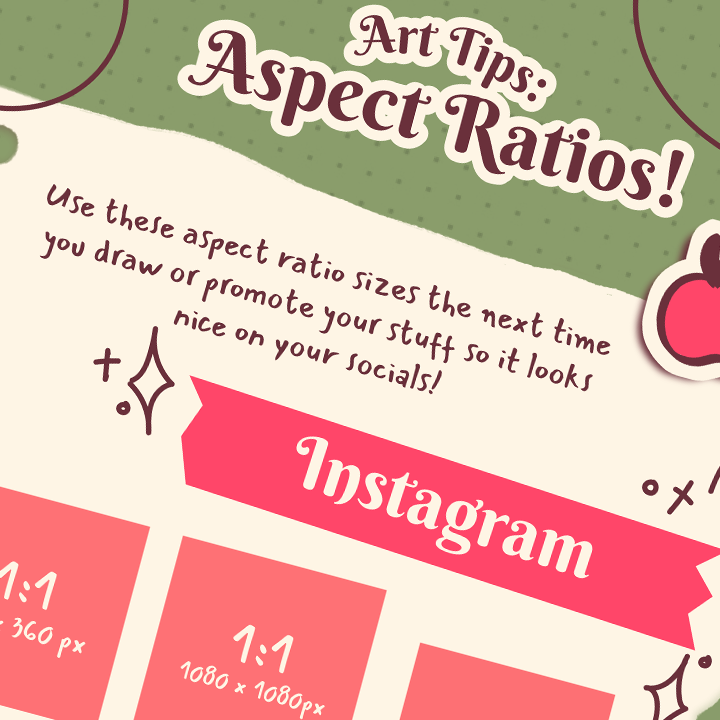 Art Tips:
Aspect Ratios!
Use these aspect ratio sizes the next time
you draw or promote your stuff so it looks
nice on your socials!
Instagram
1:1
360 px
1:1
1080 x 1080px